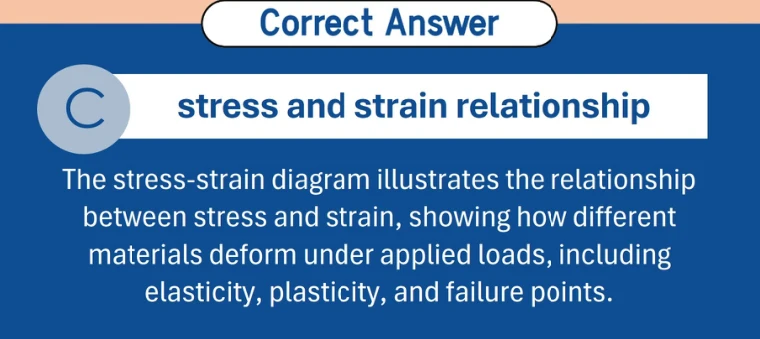 Correct Answer
C
stress and strain relationship
The stress-strain diagram illustrates the relationship
between stress and strain, showing how different
materials deform under applied loads, including
elasticity, plasticity, and failure points.